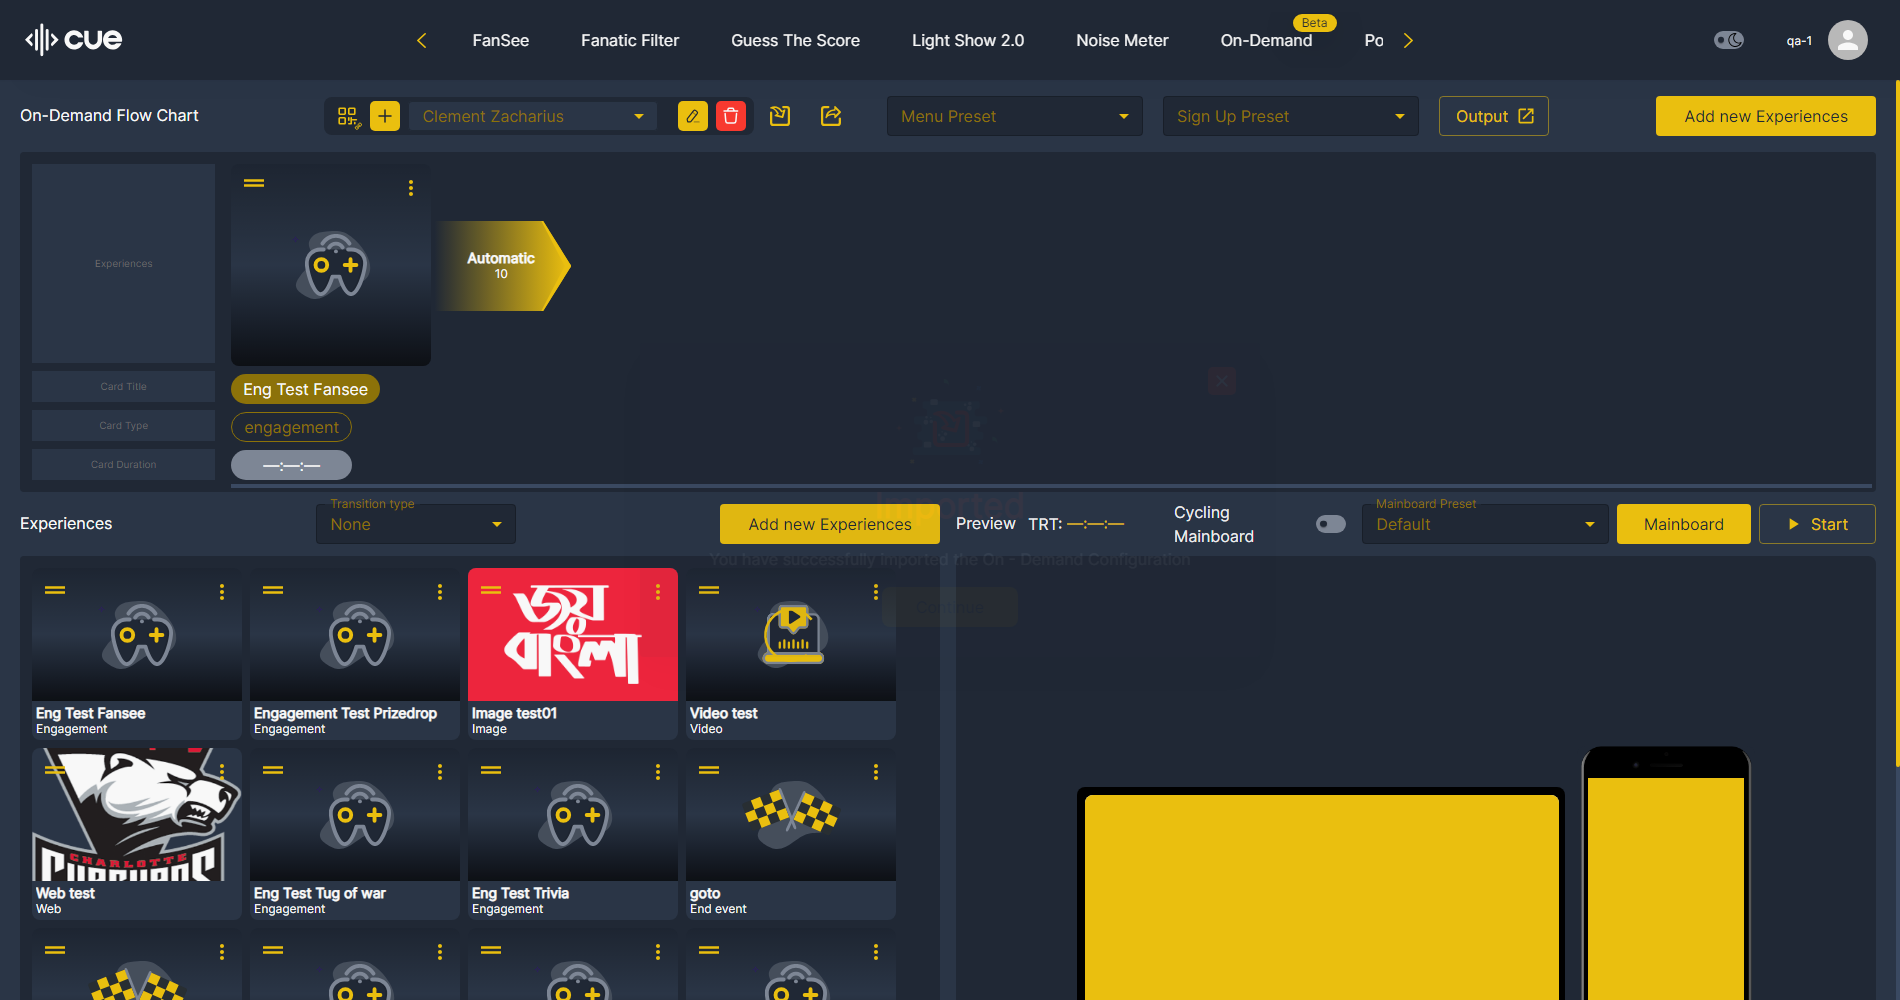 cue
FanSee
Fanatic Filter
Guess The Score
Light Show 2.0
Noise Meter
On-Demand
Beta
Po
qa-1
On-Demand Flow Chart
Clement Zacharius
Menu Preset
Sign Up Preset
Output
Add new Experiences
Experiences
Automatic
10
Card Title
Eng Test Fansee
Card Type
engagement
Card Duration
—:—:—
Imported
You have successfully imported the On - Demand Configuration
Experiences
Transition type
None
Add new Experiences
Preview
TRT: —:—:—
Cycling
Mainboard
Mainboard Preset
Default
Mainboard
Start
জয়
বাংলা
Eng Test Fansee
Engagement
Engagement Test Prizedrop
Engagement
Image test01
Image
Video test
Video
CHARLOTTE
Web test
Web
Eng Test Tug of war
Engagement
Eng Test Trivia
Engagement
goto
End event